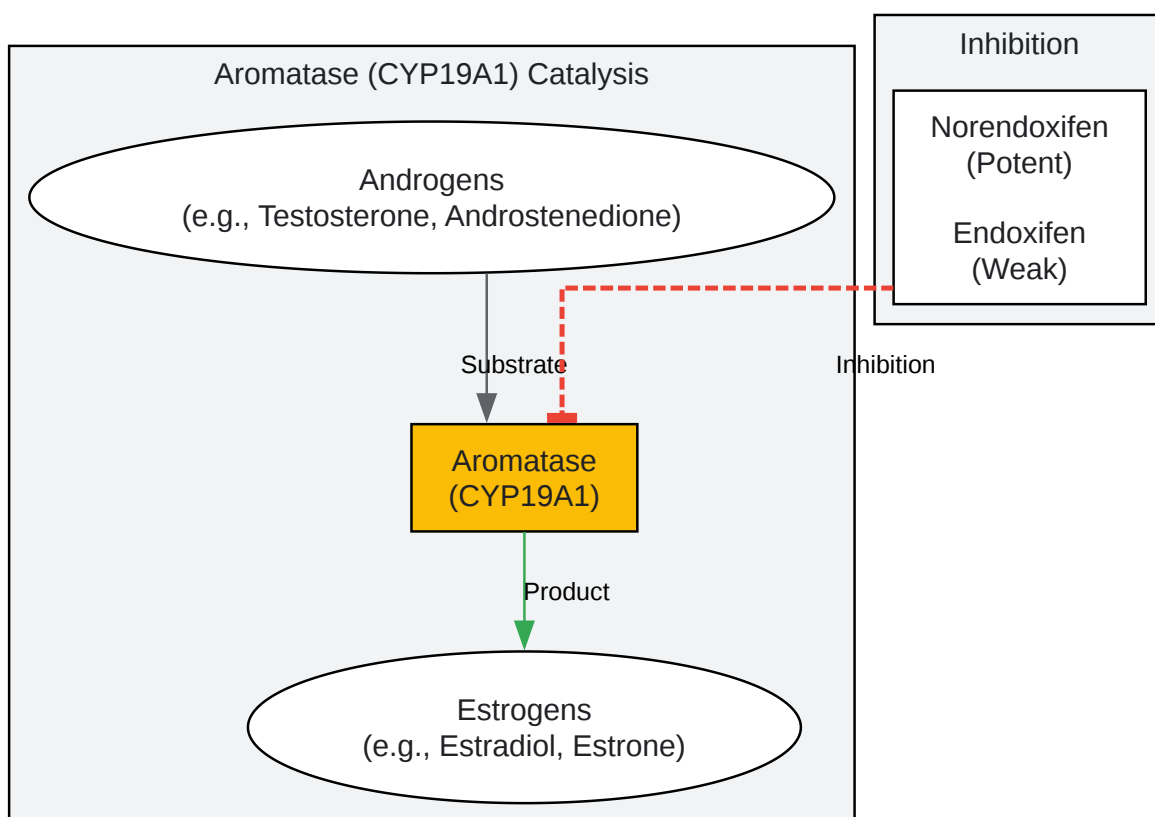 Inhibition
Aromatase (CYP19A1) Catalysis
Norendoxifen
(Potent)
Endoxifen
(Weak)
Androgens
(e.g., Testosterone, Androstenedione)
Substrate
Inhibition
Aromatase
(CYP19A1)
Product
Estrogens
(e.g., Estradiol, Estrone)